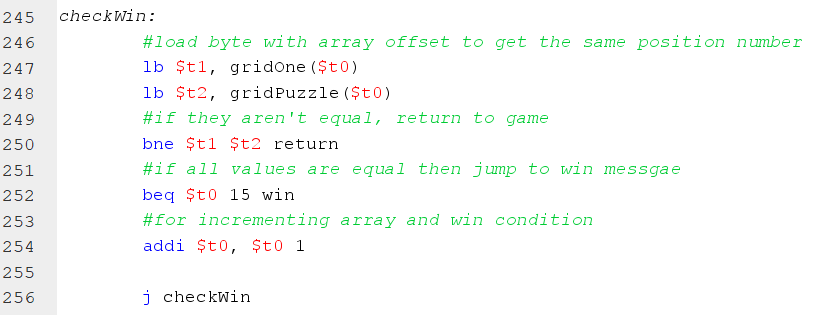 245 checkWin:
246 #load byte with array offset to get the same position number
247 lb $t1, gridOne($t0)
248 lb $t2, gridPuzzle($t0)
249 #if they aren't equal, return to game
250 bne $t1 $t2 return
251 #if all values are equal then jump to win messgae
252 beq $t0 15 win
253 #for incrementing array and win condition
254 addi $t0, $t0 1
255
256 j checkWin